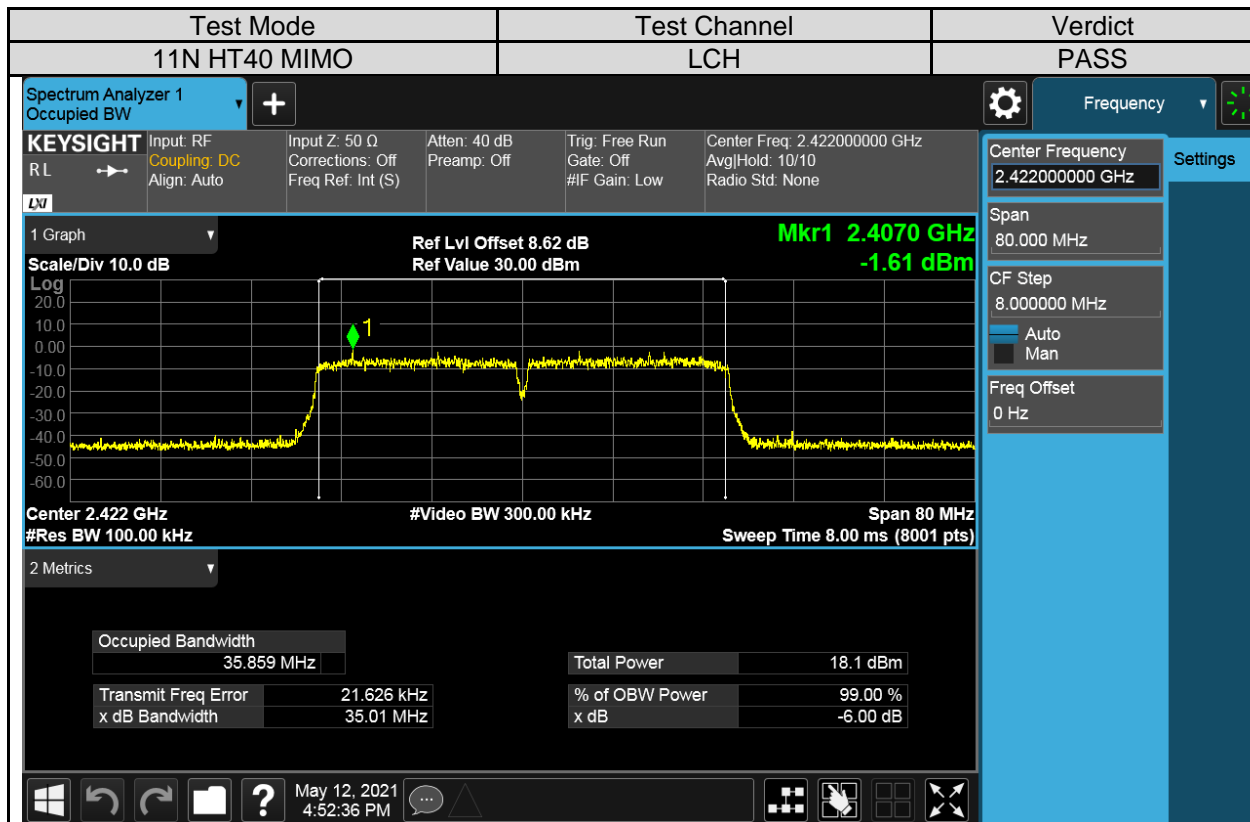 Test Mode Test Channel Verdict
11N HT40 MIMO LCH PASS
Spectrum Analyzer 1
Occupied BW
+
Frequency
KEYSIGHT
RL
LXI
Input: RF
Coupling: DC
Align: Auto
Input Z: 50 Ω
Corrections: Off
Freq Ref: Int (S)
Atten: 40 dB
Preamp: Off
Trig: Free Run
Gate: Off
#IF Gain: Low
Center Freq: 2.422000000 GHz
Avg|Hold: 10/10
Radio Std: None
Center Frequency
2.422000000 GHz
Settings
Span
80.000 MHz
CF Step
8.000000 MHz
Auto
Man
Freq Offset
0 Hz
1 Graph
Scale/Div 10.0 dB
Ref Lvl Offset 8.62 dB
Ref Value 30.00 dBm
Mkr1 2.4070 GHz
-1.61 dBm
Log
20.0
10.0
0.00
-10.0
-20.0
-30.0
-40.0
-50.0
-60.0
1
Center 2.422 GHz
#Res BW 100.00 kHz
#Video BW 300.00 kHz
Span 80 MHz
Sweep Time 8.00 ms (8001 pts)
2 Metrics
Occupied Bandwidth
35.859 MHz
Total Power 18.1 dBm
Transmit Freq Error 21.626 kHz
% of OBW Power 99.00 %
x dB Bandwidth 35.01 MHz
x dB -6.00 dB
?
May 12, 2021
4:52:36 PM